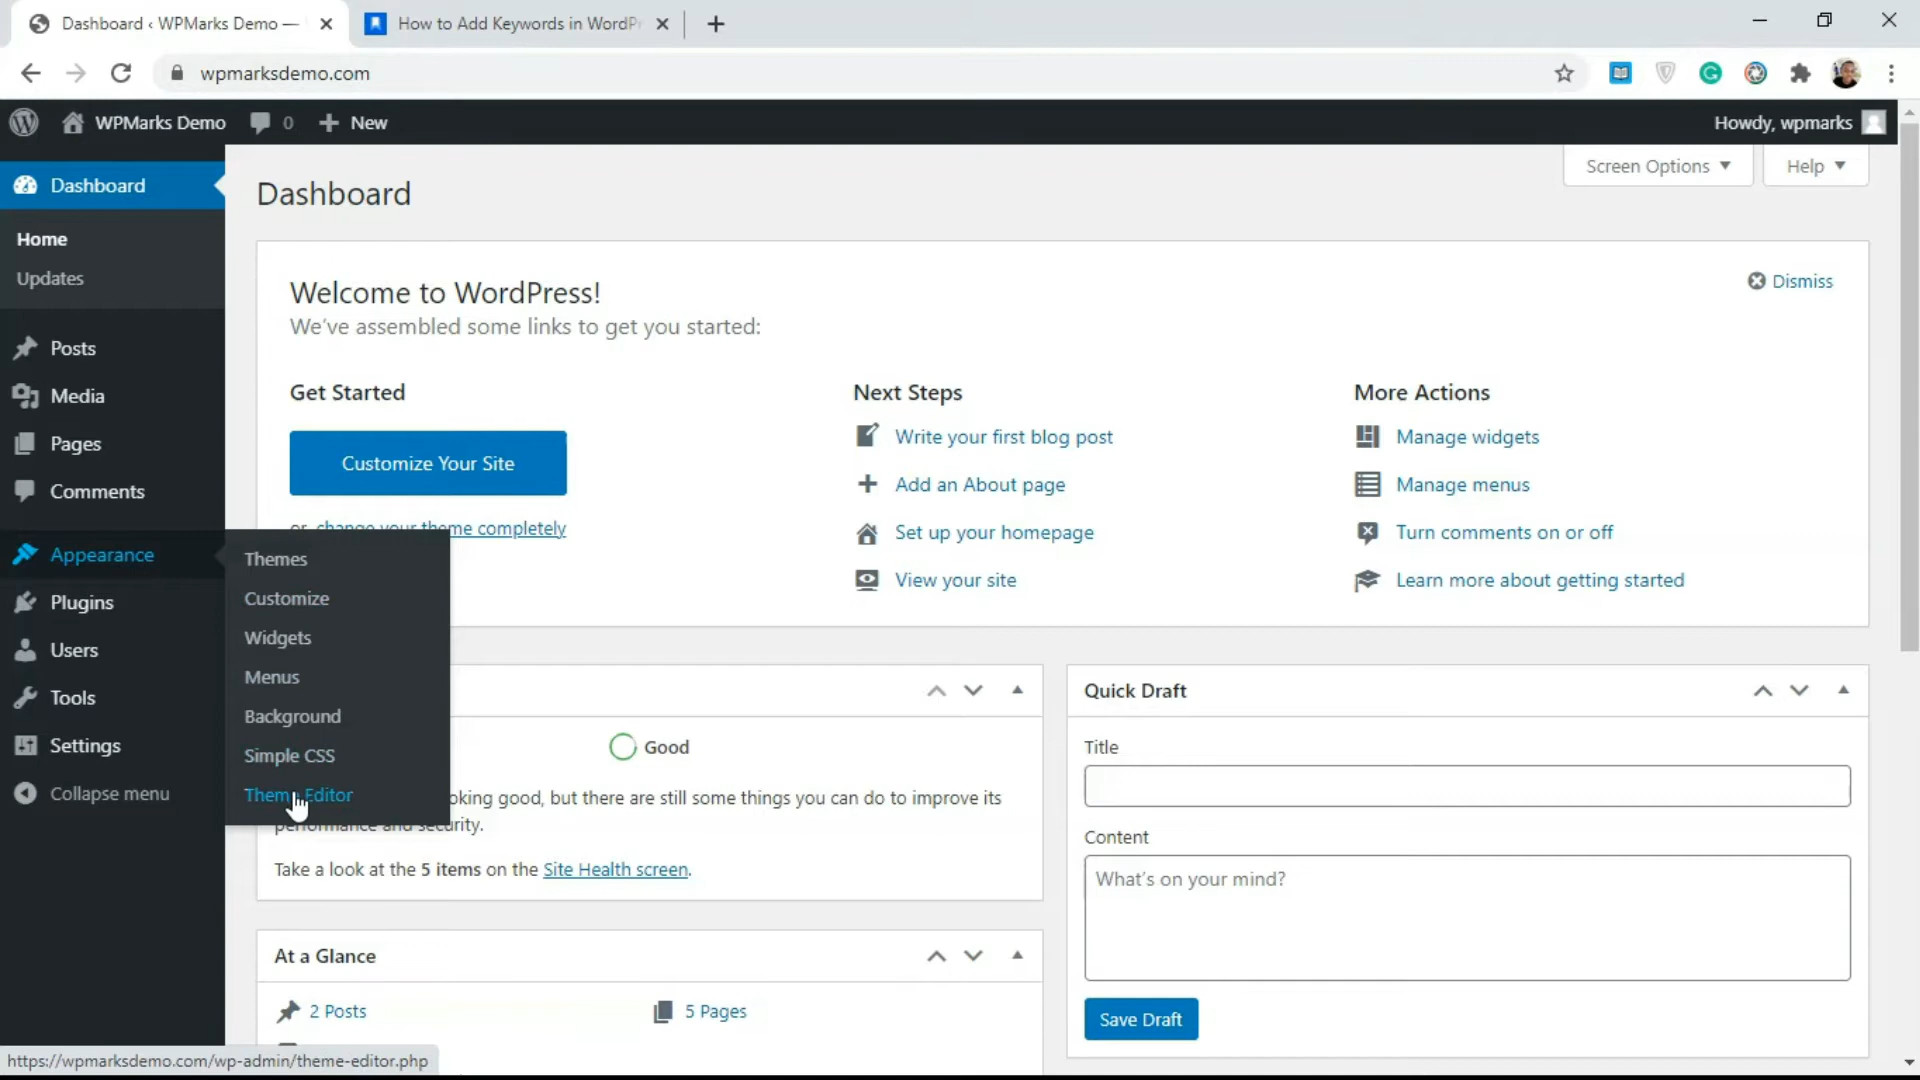 Dashboard ‹ WPMarks Demo —
How to Add Keywords in WordPr
wpmarksdemo.com
WPMarks Demo
0
New
Howdy, wpmarks
Screen Options
Help
Dashboard
Home
Updates
Posts
Media
Pages
Comments
Appearance
Plugins
Users
Tools
Settings
Collapse menu
Themes
Customize
Widgets
Menus
Background
Simple CSS
Theme Editor
Dashboard
Welcome to WordPress!
Dismiss
We've assembled some links to get you started:
Get Started
Customize Your Site
or change your theme completely
Next Steps
Write your first blog post
Add an About page
Set up your homepage
View your site
More Actions
Manage widgets
Manage menus
Turn comments on or off
Learn more about getting started
Good
oking good, but there are still some things you can do to improve its
performance and security.
Take a look at the 5 items on the Site Health screen.
At a Glance
2 Posts
5 Pages
Quick Draft
Title
Content
What's on your mind?
Save Draft
https://wpmarksdemo.com/wp-admin/theme-editor.php